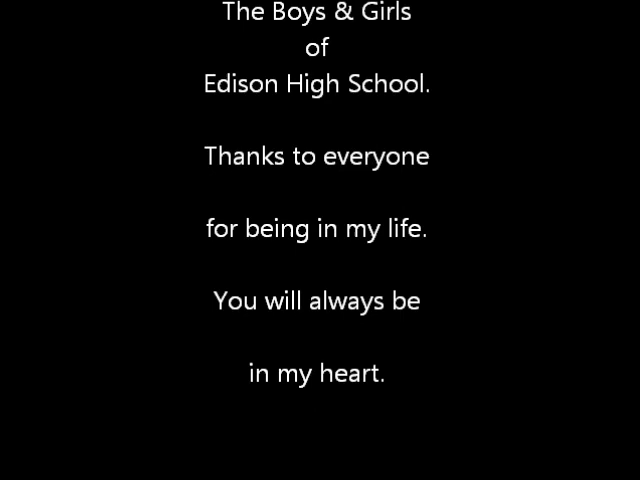 The Boys & Girls
of
Edison High School.
Thanks to everyone
for being in my life.
You will always be
in my heart.